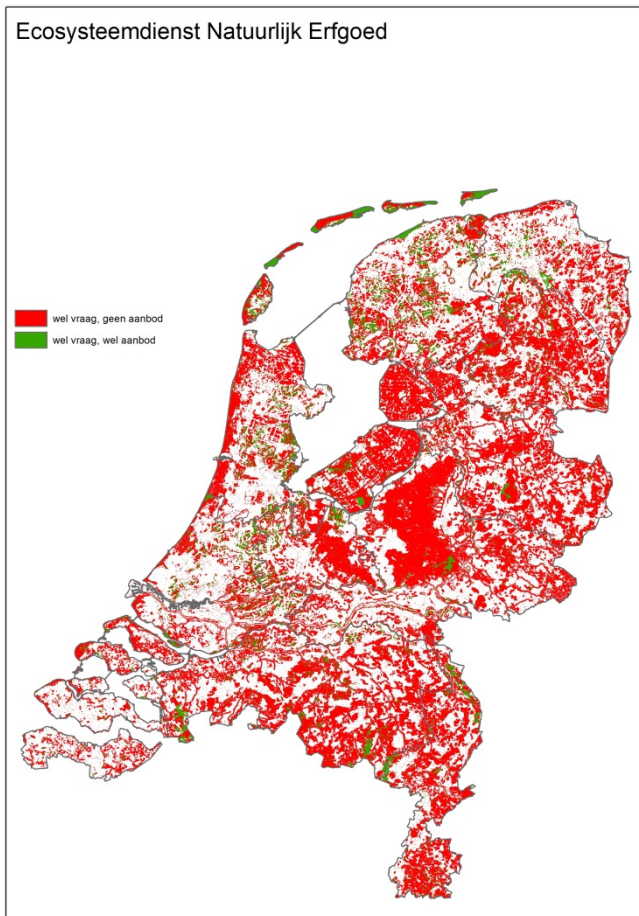 Ecosysteemdienst Natuurlijk Erfgoed
wel vraag, geen aanbod
wel vraag, wel aanbod